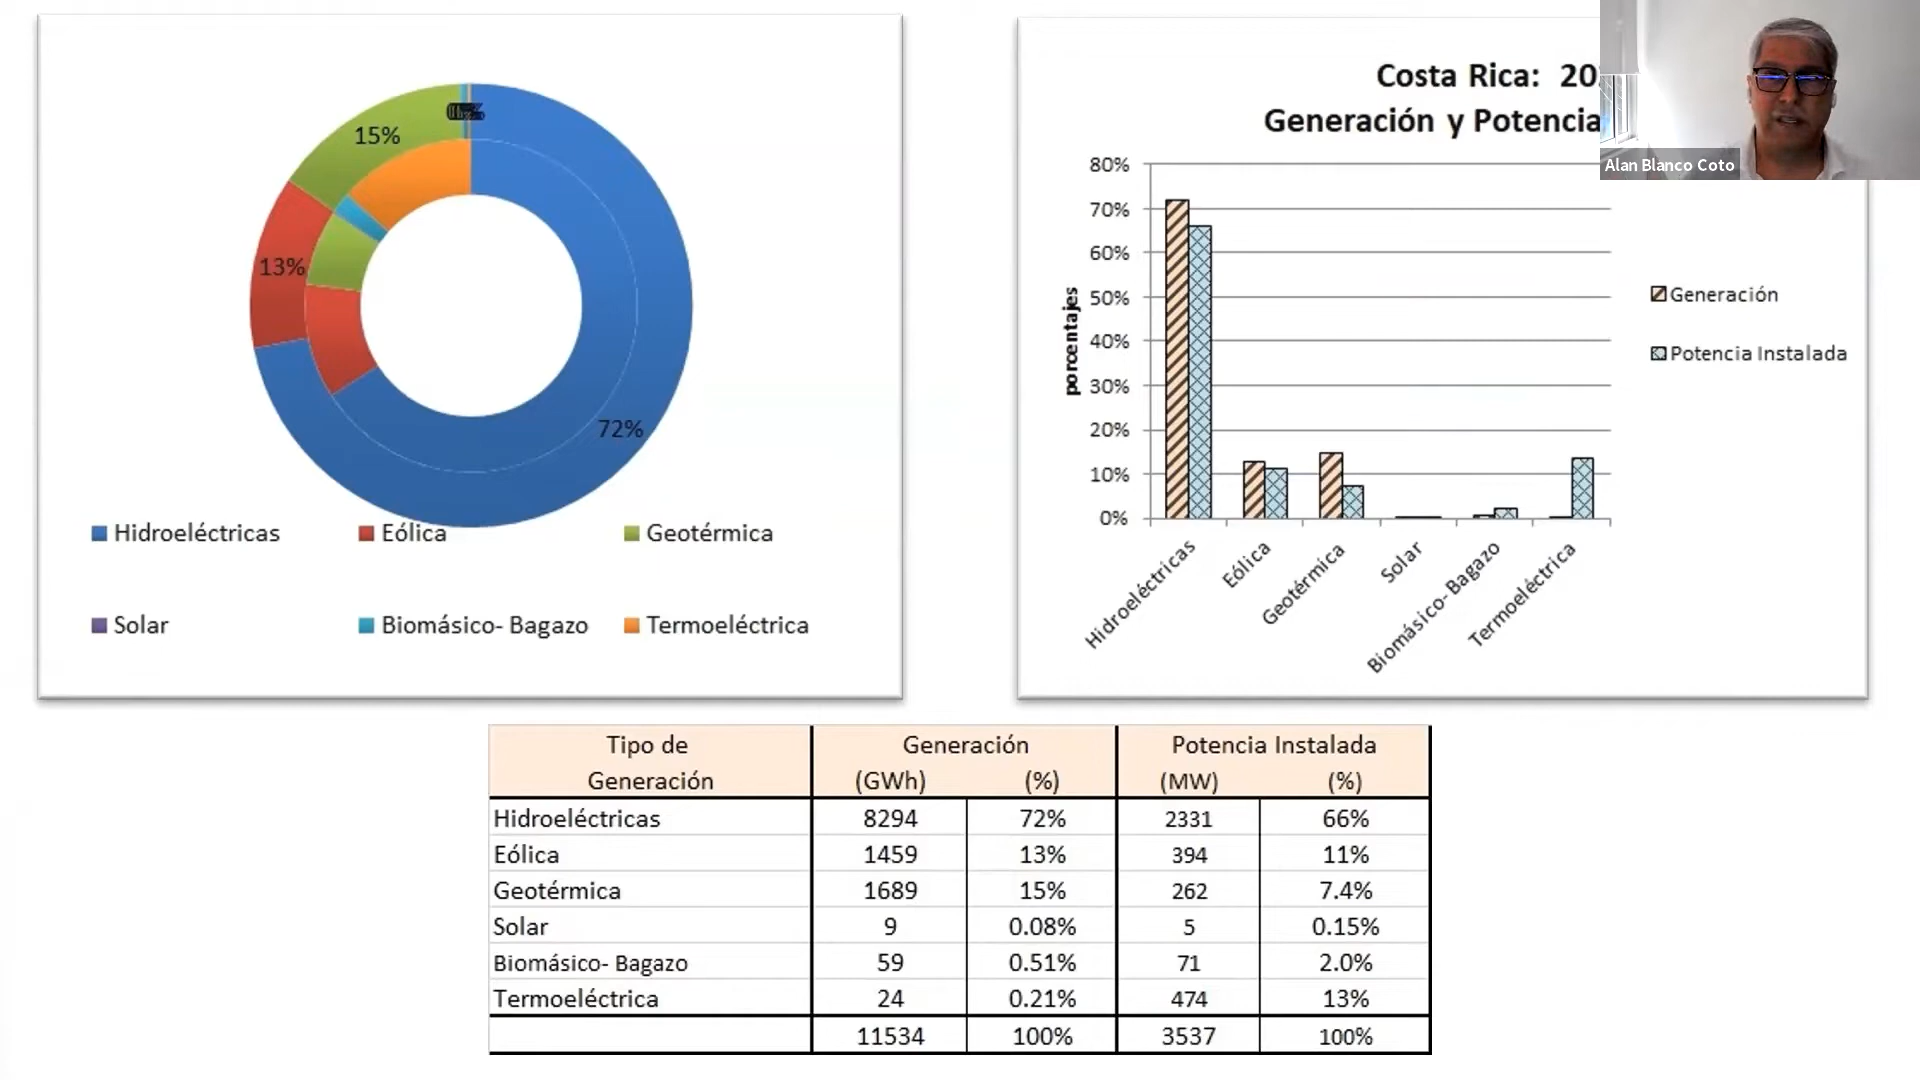 15%
13%
72%
Hidroeléctricas Eólica Geotérmica
Solar Biomásico- Bagazo Termoeléctrica
Costa Rica: 20
Generación y Potencia
Alan Blanco Coto
80%
70%
60%
50%
40%
30%
20%
10%
0%
porcentajes
Hidroeléctricas
Eólica
Geotérmica
Solar
Biomásico- Bagazo
Termoeléctrica
Generación
Potencia Instalada
Tipo de Generación Potencia Instalada
Generación (GWh) (%) (MW) (%)
Hidroeléctricas 8294 72% 2331 66%
Eólica 1459 13% 394 11%
Geotérmica 1689 15% 262 7.4%
Solar 9 0.08% 5 0.15%
Biomásico- Bagazo 59 0.51% 71 2.0%
Termoeléctrica 24 0.21% 474 13%
11534 100% 3537 100%